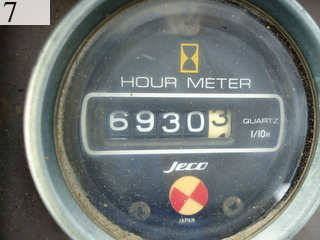 7
HOUR METER
69303
QUARTZ
1/10H
Jeco
JAPAN